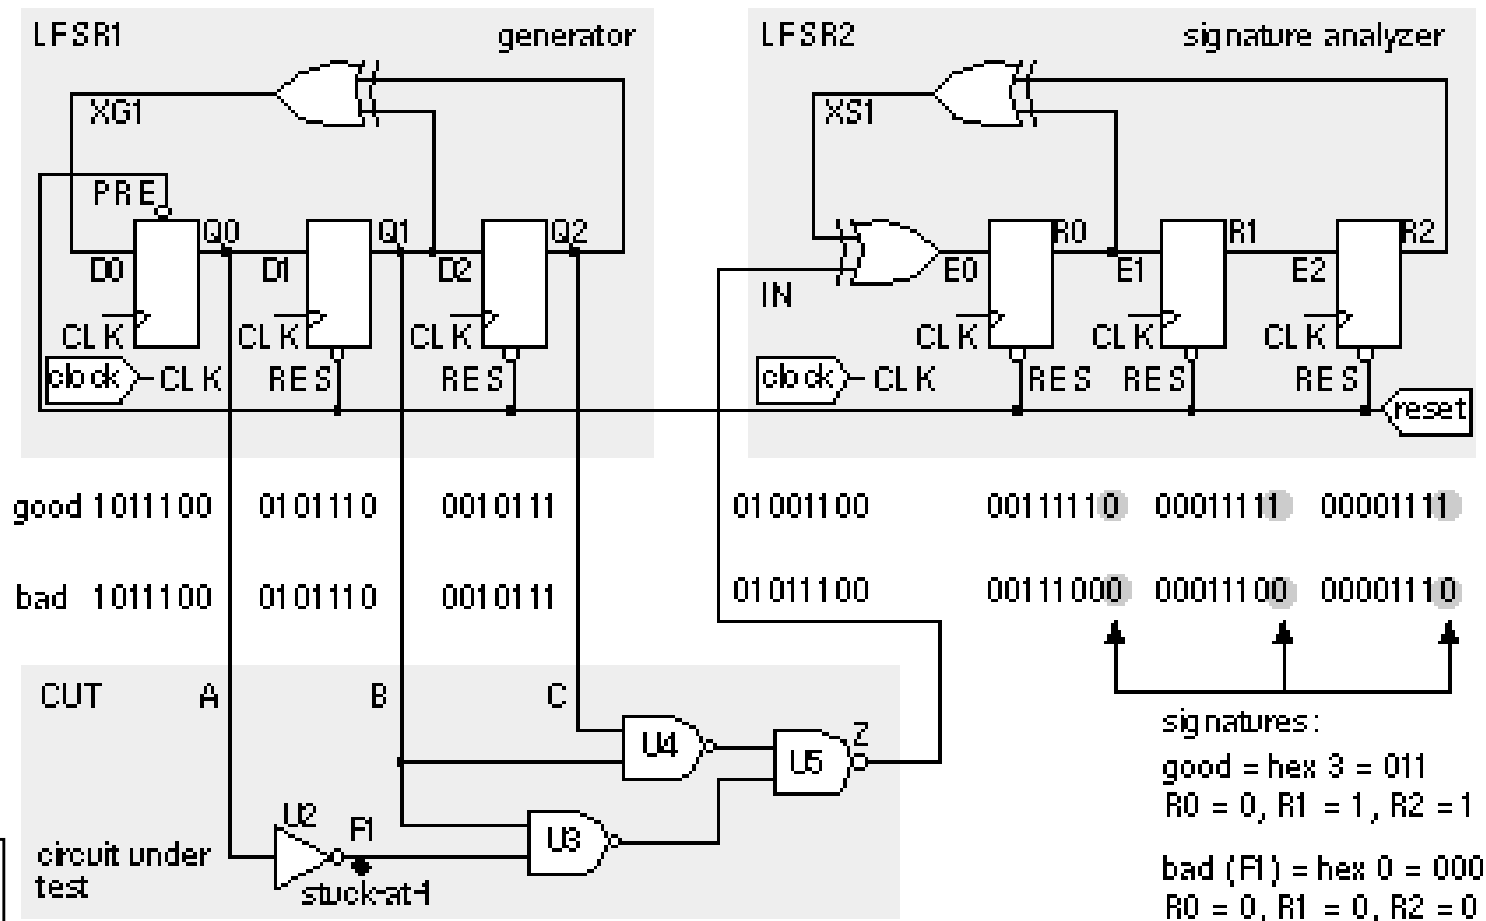 LFSR1 generator
LFSR2 signature analyzer
XG1
XS1
PRE
Q0 Q1 Q2
R0 R1 R2
D0 D1 D2
E0 E1 E2
IN
CLK CLK CLK
CLK CLK CLK
clock CLK RES RES
clock CLK RES RES RES
reset
good 1011100 0101110 0010111 01001100 00111110 00011111 00001111
bad 1011100 0101110 0010111 01011100 00111000 00011100 00001110
CUT A B C
U4
U5
Z
U2
F1
U3
circuit under
test
stuck-at-1
signatures:
good = hex 3 = 011
R0 = 0, R1 = 1, R2 = 1
bad (F1) = hex 0 = 000
R0 = 0, R1 = 0, R2 = 0